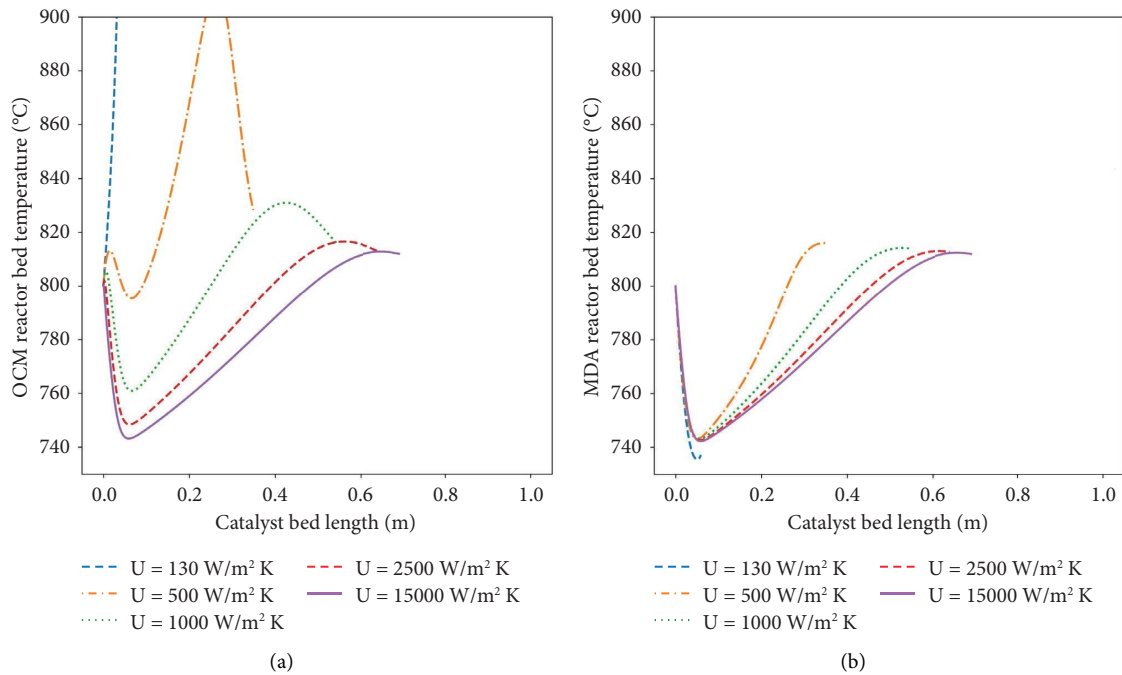 900
880
860
840
820
800
780
760
740
OCM reactor bed temperature (°C)
0.0 0.2 0.4 0.6 0.8 1.0
Catalyst bed length (m)
U = 130 W/m² K
U = 500 W/m² K
U = 1000 W/m² K
U = 2500 W/m² K
U = 15000 W/m² K
(a)
900
880
860
840
820
800
780
760
740
MDA reactor bed temperature (°C)
0.0 0.2 0.4 0.6 0.8 1.0
Catalyst bed length (m)
U = 130 W/m² K
U = 500 W/m² K
U = 1000 W/m² K
U = 2500 W/m² K
U = 15000 W/m² K
(b)